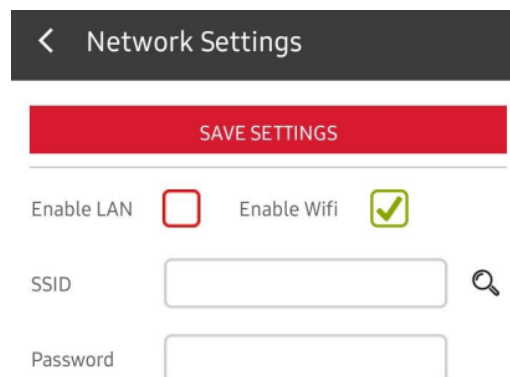 Network Settings
SAVE SETTINGS
Enable LAN Enable Wifi
SSID
Password